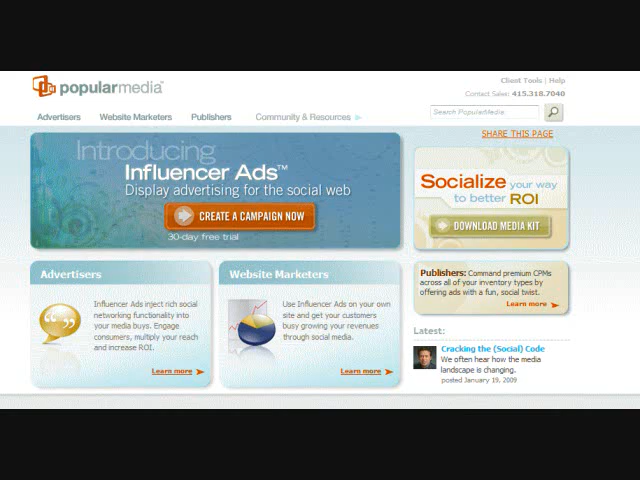 popularmedia™
Client Tools | Help
Contact Sales: 415.318.7040
Search PopularMedia
Advertisers
Website Marketers
Publishers
Community & Resources
SHARE THIS PAGE
Introducing
Influencer Ads™
Display advertising for the social web
CREATE A CAMPAIGN NOW
30-day free trial
Socialize your way
to better ROI
DOWNLOAD MEDIA KIT
Advertisers
Influencer Ads inject rich social
networking functionality into
your media buys. Engage
consumers, multiply your reach
and increase ROI.
Learn more
Website Marketers
Use Influencer Ads on your own
site and get your customers
busy growing your revenues
through social media.
Learn more
Publishers: Command premium CPMs
across all of your inventory types by
offering ads with a fun, social twist.
Learn more
Latest:
Cracking the (Social) Code
We often hear how the media
landscape is changing.
posted January 19, 2009